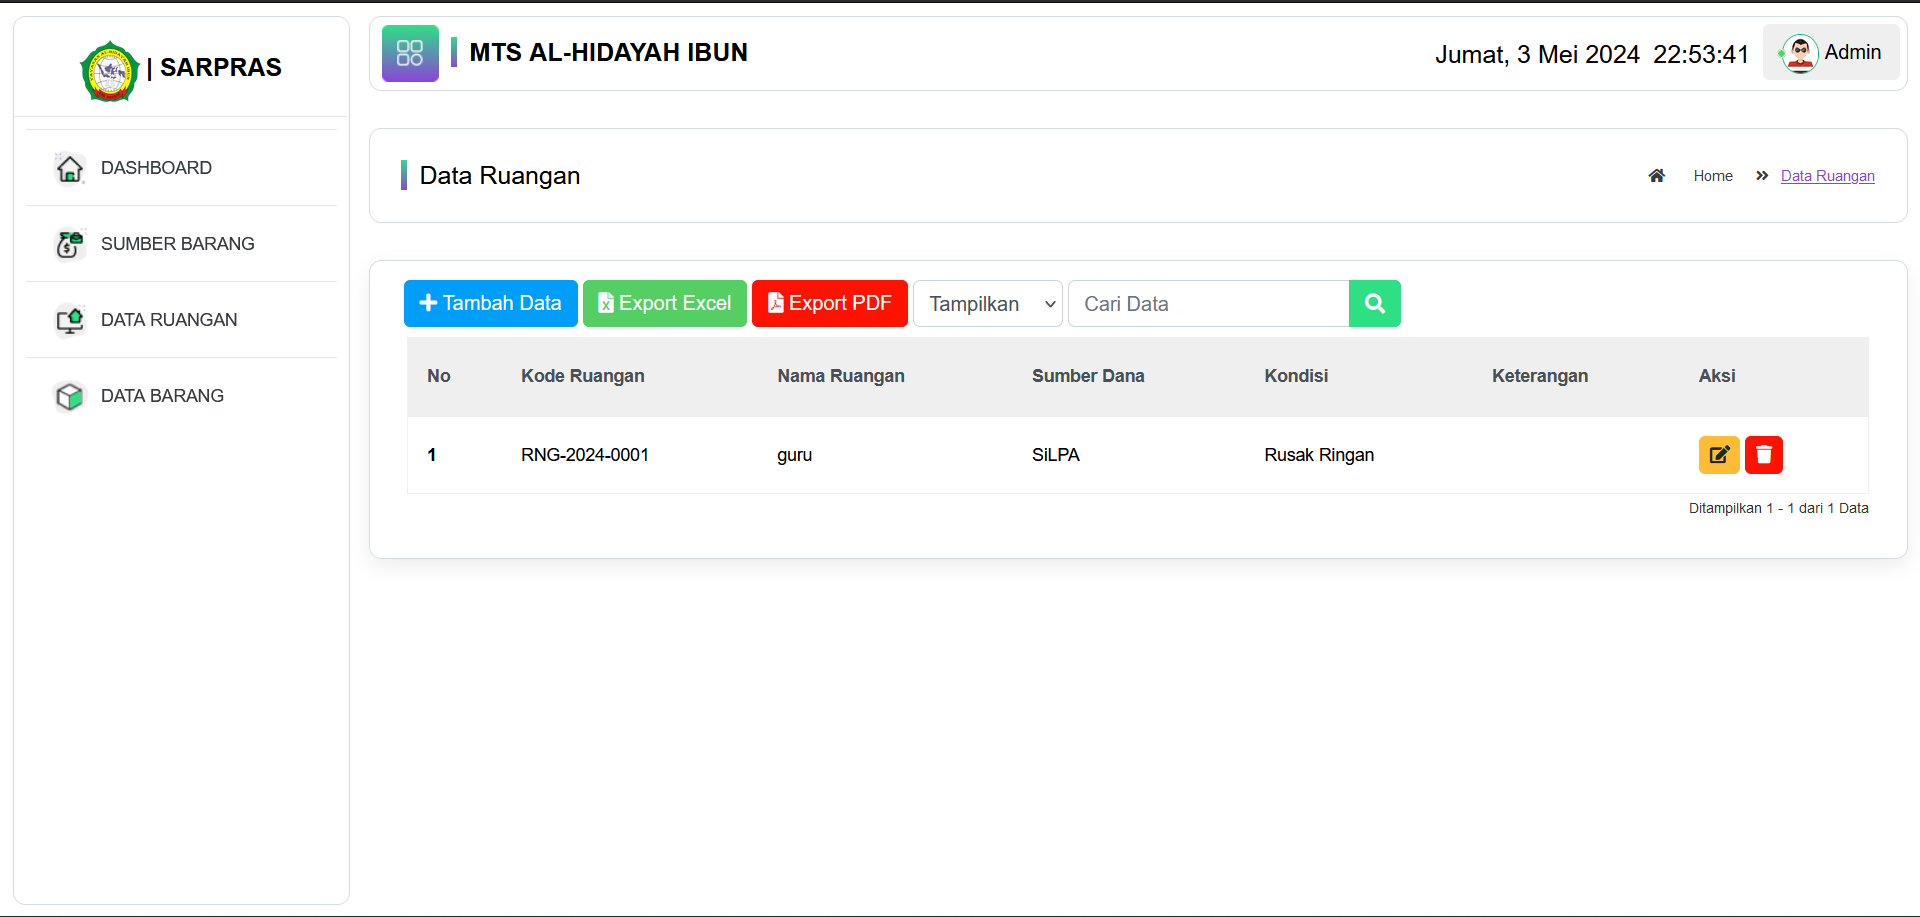 | SARPRAS
DASHBOARD
SUMBER BARANG
DATA RUANGAN
DATA BARANG
MTS AL-HIDAYAH IBUN
Jumat, 3 Mei 2024 22:53:41
Admin
Data Ruangan
Home » Data Ruangan
Tambah Data Export Excel Export PDF Tampilkan Cari Data
No Kode Ruangan Nama Ruangan Sumber Dana Kondisi Keterangan Aksi
1 RNG-2024-0001 guru SiLPA Rusak Ringan
Ditampilkan 1 - 1 dari 1 Data